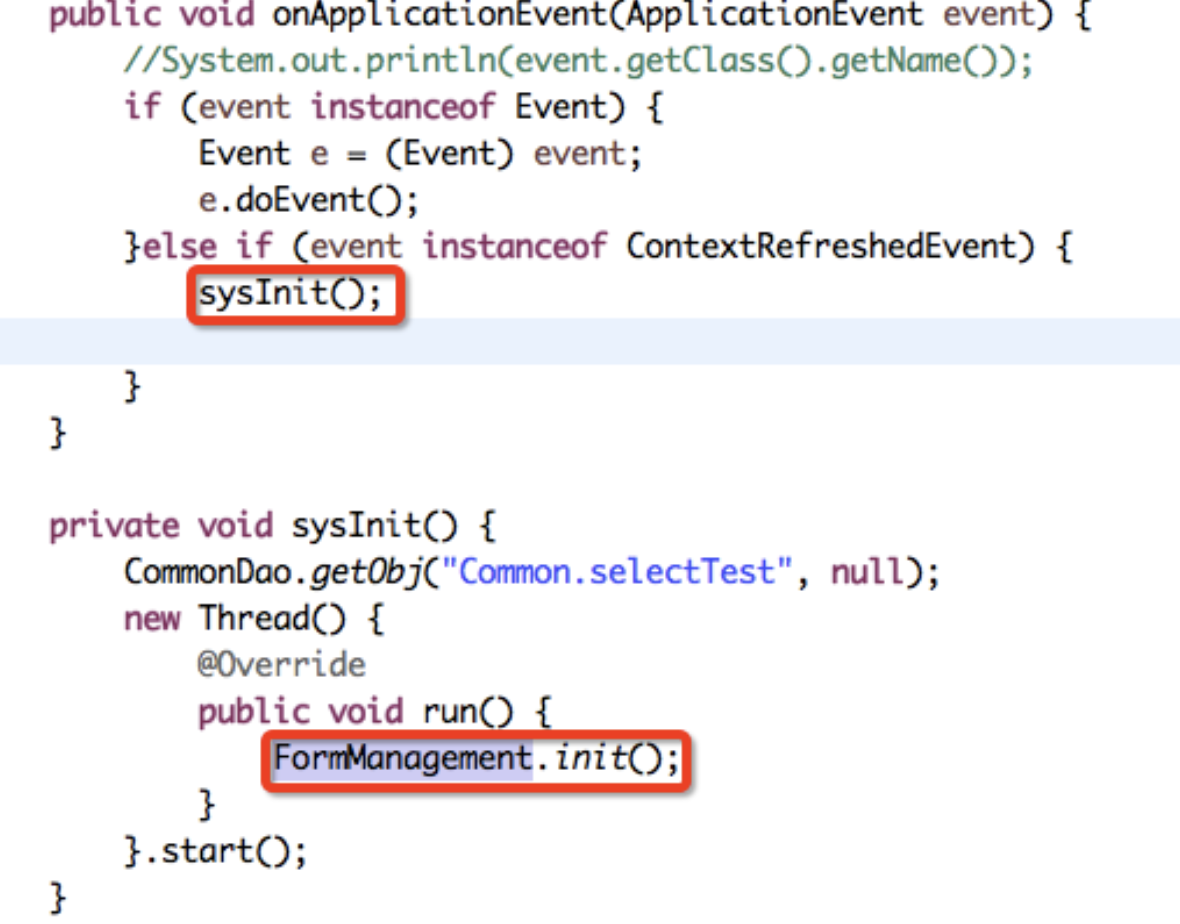 public void onApplicationEvent(ApplicationEvent event) {
//System.out.println(event.getClass().getName());
if (event instanceof Event) {
Event e = (Event) event;
e.doEvent();
}else if (event instanceof ContextRefreshedEvent) {
sysInit();
}
}
private void sysInit() {
CommonDao.getObj("Common.selectTest", null);
new Thread() {
@Override
public void run() {
FormManagement.init();
}
}.start();
}